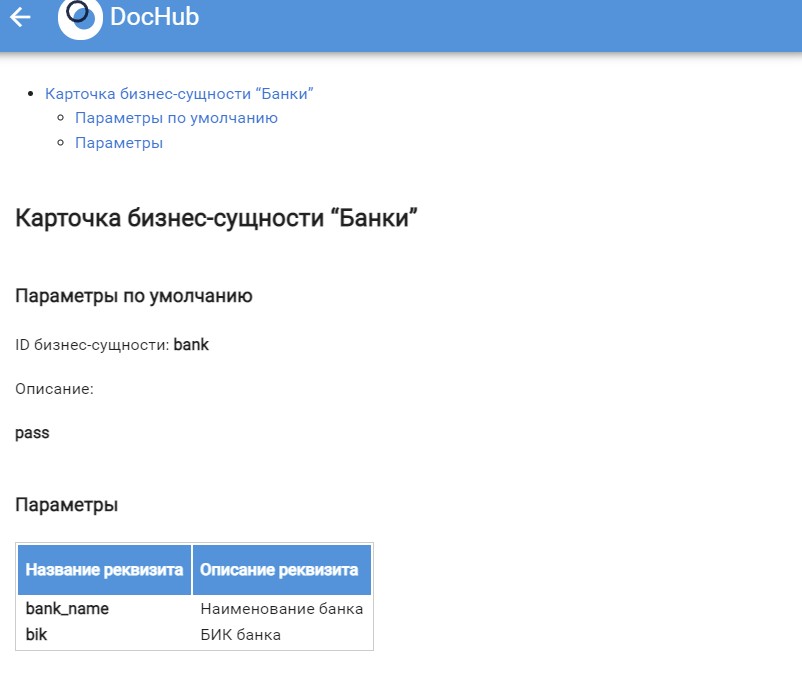 DocHub
Карточка бизнес-сущности “Банки”
Параметры по умолчанию
Параметры
Карточка бизнес-сущности “Банки”
Параметры по умолчанию
ID бизнес-сущности: bank
Описание:
pass
Параметры
Название реквизита Описание реквизита
bank_name Наименование банка
bik БИК банка